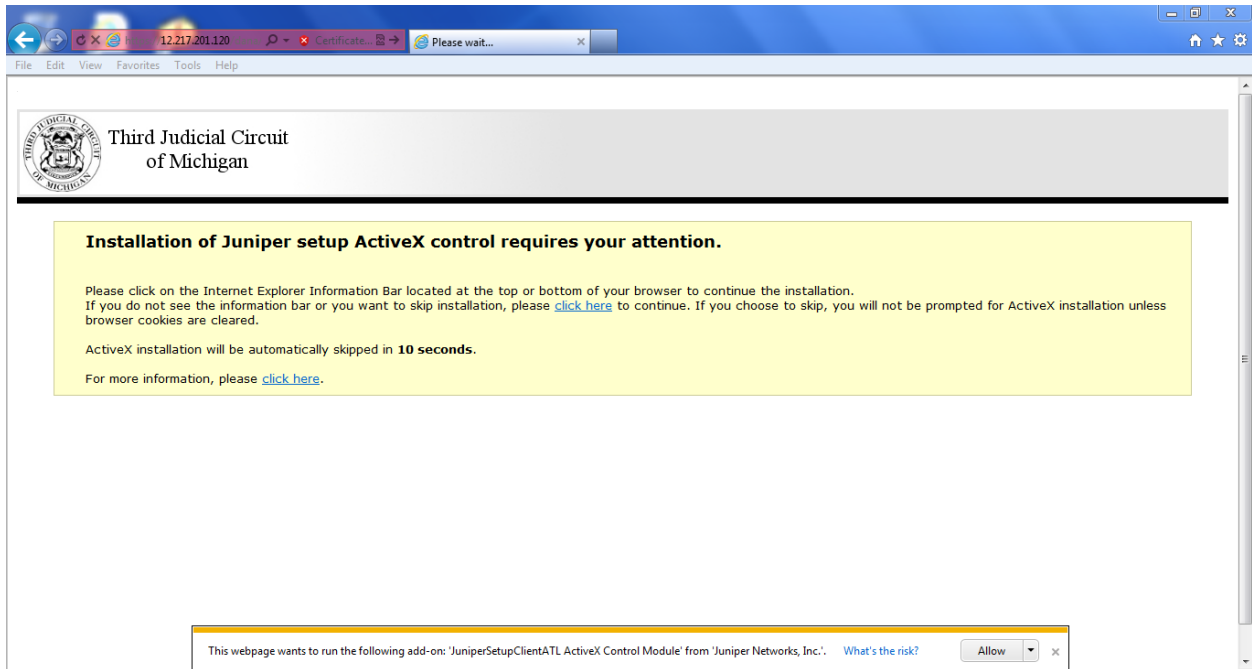 12.217.201.120
Certificate...
Please wait...
File Edit View Favorites Tools Help
THIRD JUDICIAL CIRCUIT OF MICHIGAN
Third Judicial Circuit
of Michigan
Installation of Juniper setup ActiveX control requires your attention.
Please click on the Internet Explorer Information Bar located at the top or bottom of your browser to continue the installation.
If you do not see the information bar or you want to skip installation, please click here to continue. If you choose to skip, you will not be prompted for ActiveX installation unless
browser cookies are cleared.
ActiveX installation will be automatically skipped in 10 seconds.
For more information, please click here.
This webpage wants to run the following add-on: 'JuniperSetupClientATL ActiveX Control Module' from 'Juniper Networks, Inc.'. What's the risk? Allow